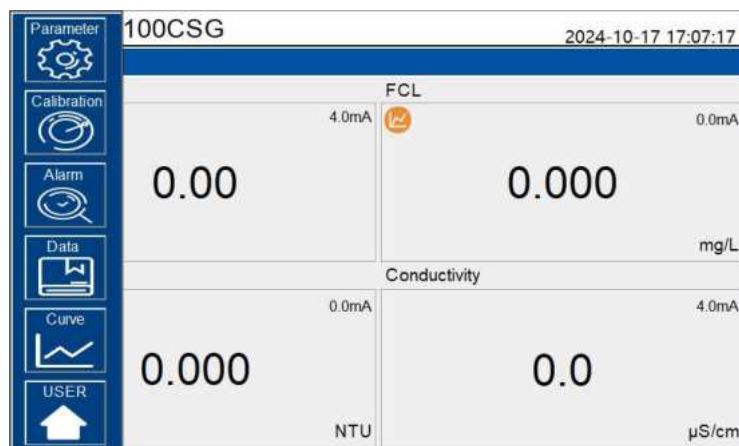 Parameter
100CSG
2024-10-17 17:07:17
Calibration
Alarm
Data
Curve
USER
4.0mA
0.00
FCL
0.0mA
0.000
mg/L
0.0mA
0.000
NTU
Conductivity
4.0mA
0.0
µS/cm